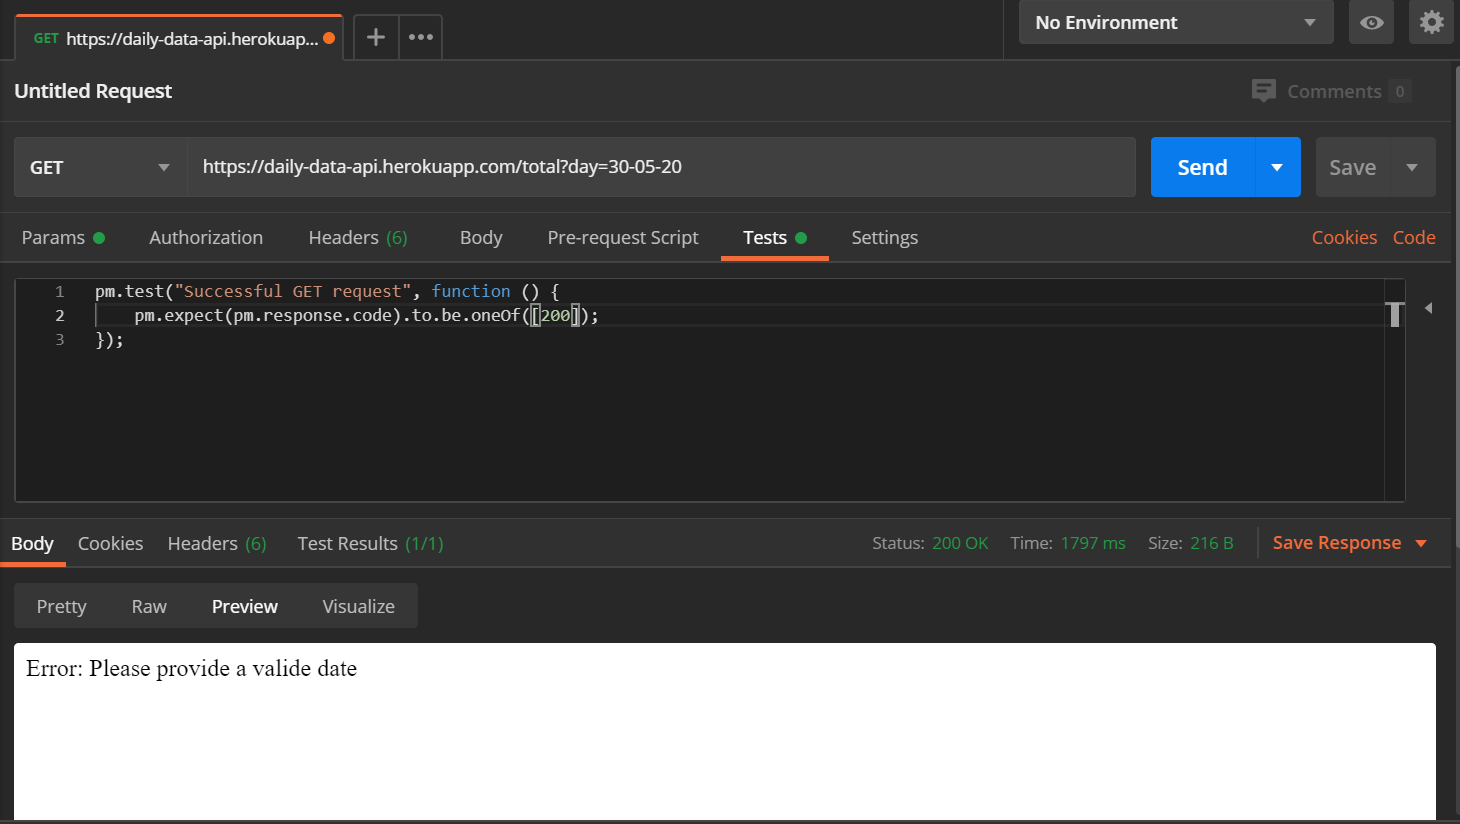 GET https://daily-data-api.herokuap...
No Environment
Untitled Request
Comments 0
GET https://daily-data-api.herokuapp.com/total?day=30-05-20 Send Save
Params Authorization Headers (6) Body Pre-request Script Tests Settings Cookies Code
1 pm.test("Successful GET request", function () {
2 pm.expect(pm.response.code).to.be.oneOf([200]);
3 });
Body Cookies Headers (6) Test Results (1/1) Status: 200 OK Time: 1797 ms Size: 216 B Save Response
Pretty Raw Preview Visualize
Error: Please provide a valide date